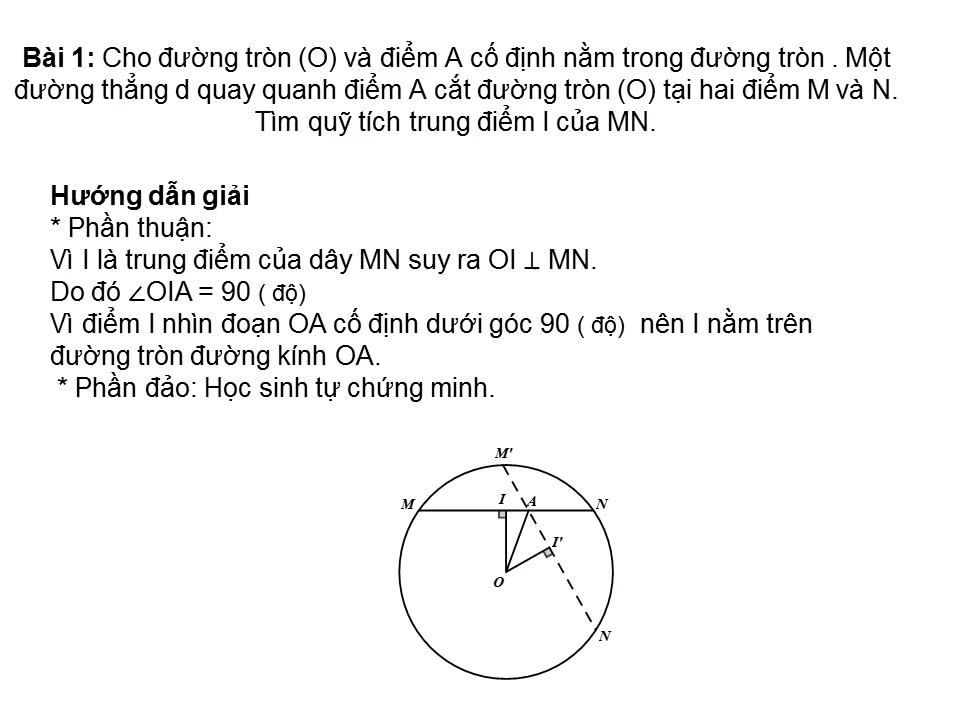 Bài 1: Cho đường tròn (O) và điểm A cố định nằm trong đường tròn . Một
đường thẳng d quay quanh điểm A cắt đường tròn (O) tại hai điểm M và N.
Tìm quỹ tích trung điểm I của MN.
Hướng dẫn giải
* Phần thuận:
Vì I là trung điểm của dây MN suy ra OI ⊥ MN.
Do đó ∠OIA = 90 ( độ)
Vì điểm I nhìn đoạn OA cố định dưới góc 90 ( độ) nên I nằm trên
đường tròn đường kính OA.
* Phần đảo: Học sinh tự chứng minh.
M'
M I A N
I'
O
N